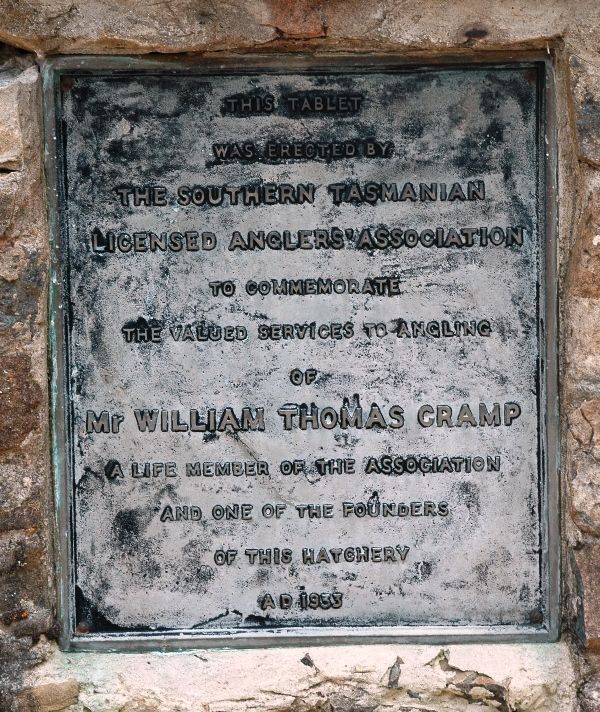 THIS TABLET
WAS ERECTED BY
THE SOUTHERN TASMANIAN
LICENSED ANGLERS' ASSOCIATION
TO COMMEMORATE
THE VALUED SERVICES TO ANGLING
OF
Mr WILLIAM THOMAS GRAMP
A LIFE MEMBER OF THE ASSOCIATION
AND ONE OF THE FOUNDERS
OF THIS HATCHERY
A D 1933